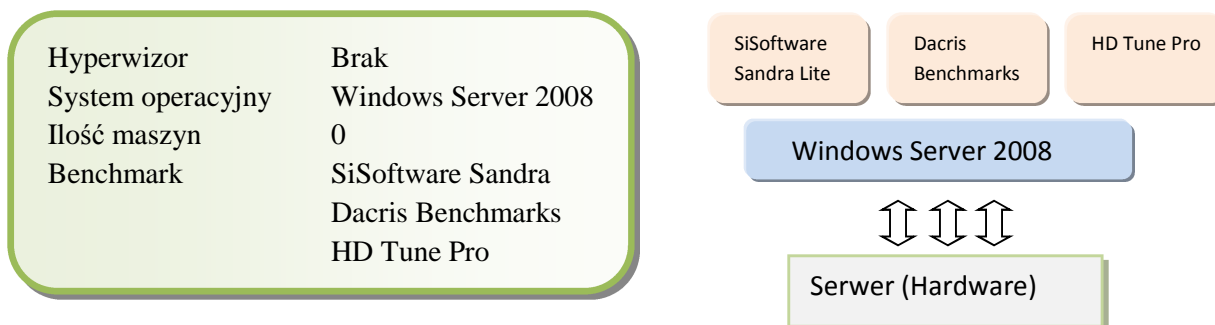 Hyperwizor Brak
System operacyjny Windows Server 2008
Ilość maszyn 0
Benchmark SiSoftware Sandra
Dacris Benchmarks
HD Tune Pro
SiSoftware
Sandra Lite
Dacris
Benchmarks
HD Tune Pro
Windows Server 2008
Serwer (Hardware)